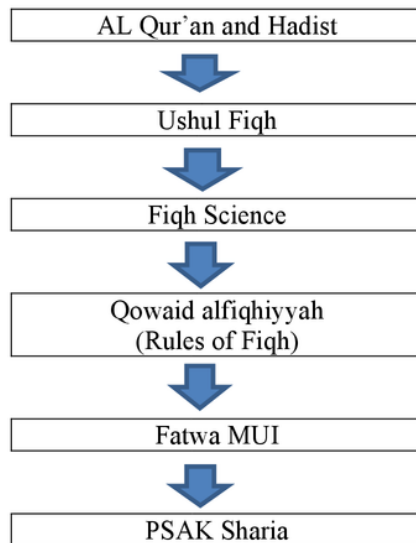 AL Qur’an and Hadist
Ushul Fiqh
Fiqh Science
Qowaid alfiqhiyyah
(Rules of Fiqh)
Fatwa MUI
PSAK Sharia